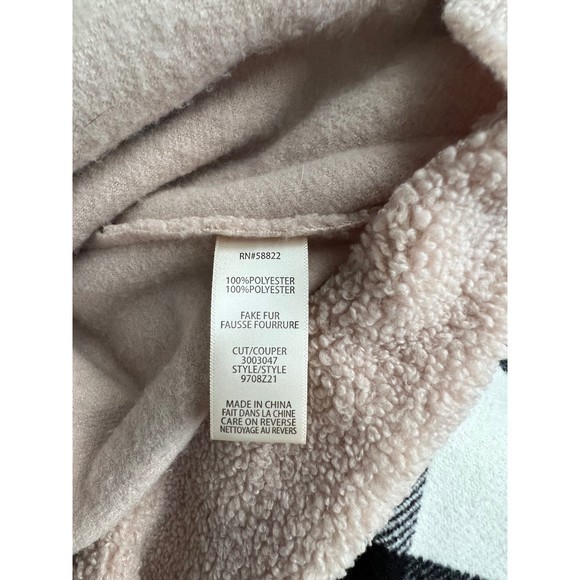 RN#58822
100%POLYESTER
100%POLYESTER
FAKE FUR
FAUSSE FOURRURE
CUT/COUPER
3003047
STYLE/STYLE
9708Z21
MADE IN CHINA
FAIT DANS LA CHINE
CARE ON REVERSE
NETTOYAGE AU REVERS